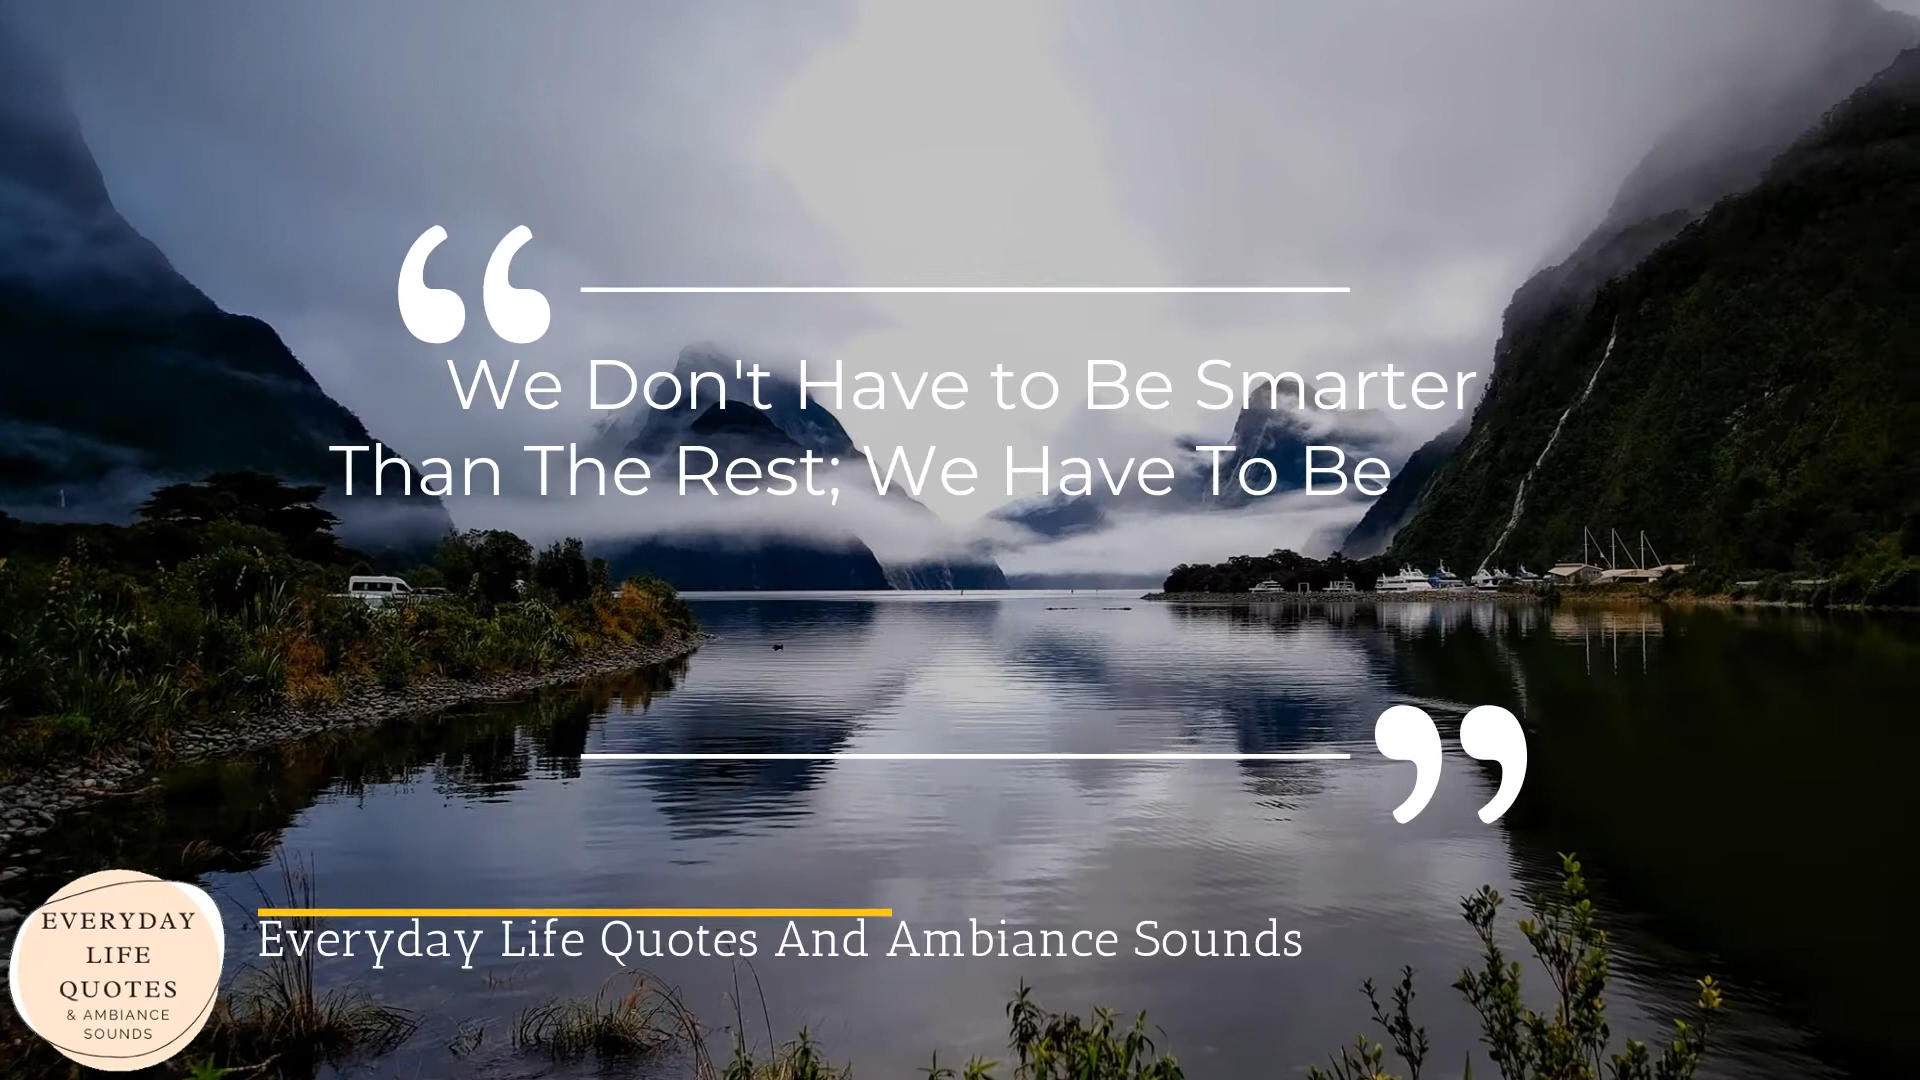 “
We Don't Have to Be Smarter
Than The Rest; We Have To Be
”
EVERYDAY
LIFE
QUOTES
& AMBIANCE
SOUNDS
Everyday Life Quotes And Ambiance Sounds